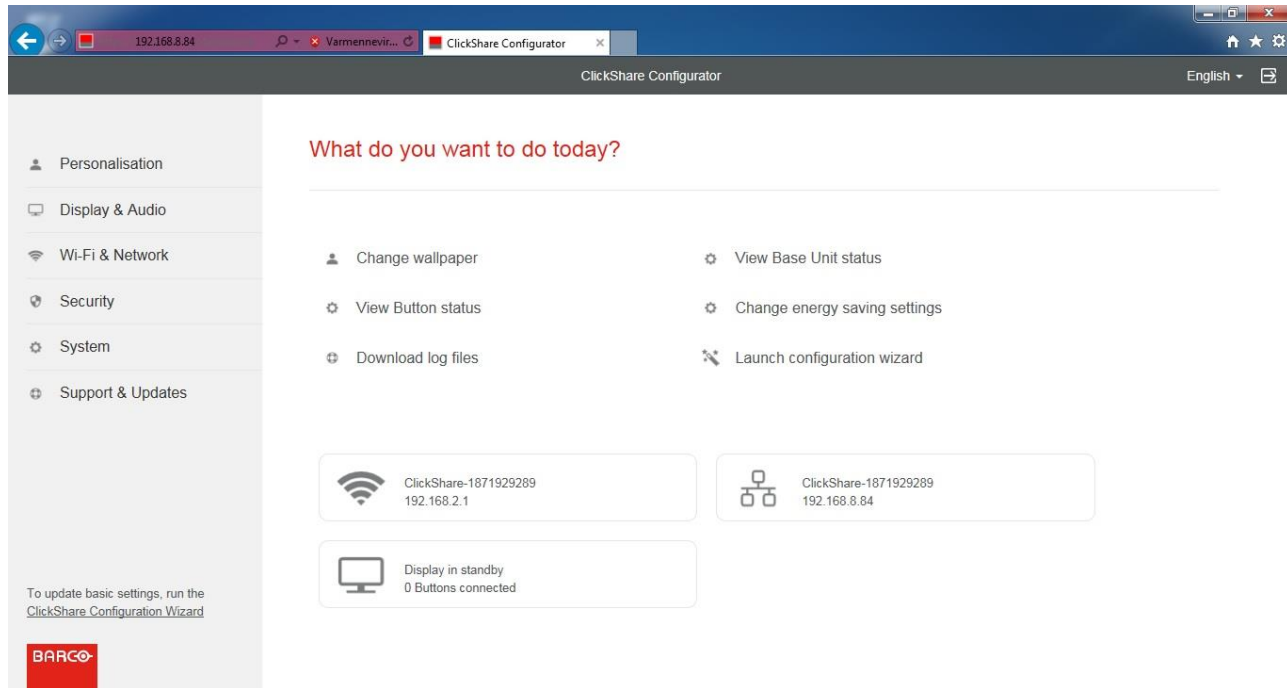 192.168.8.84
Varmennevir...
ClickShare Configurator
ClickShare Configurator
English
Personalisation
Display & Audio
Wi-Fi & Network
Security
System
Support & Updates
To update basic settings, run the
ClickShare Configuration Wizard
BARCO
What do you want to do today?
Change wallpaper
View Base Unit status
View Button status
Change energy saving settings
Download log files
Launch configuration wizard
ClickShare-1871929289
192.168.2.1
ClickShare-1871929289
192.168.8.84
Display in standby
0 Buttons connected